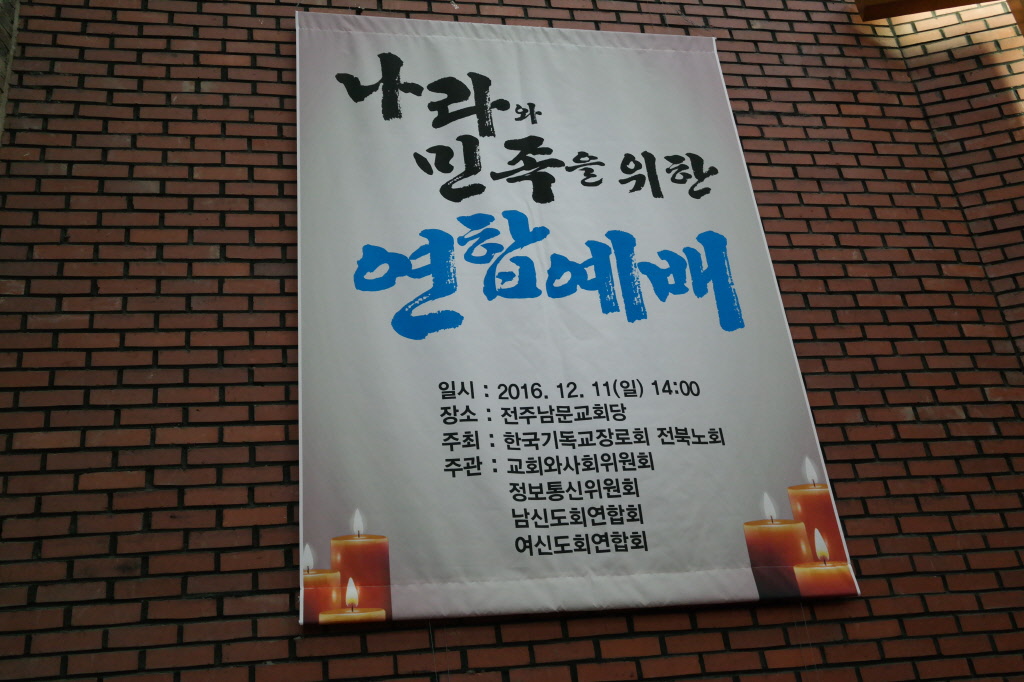 나라와
민족을 위한
연합예배
일시 : 2016. 12. 11(일) 14:00
장소 : 전주남문교회당
주최 : 한국기독교장로회 전북노회
주관 : 교회와사회위원회
정보통신위원회
남신도회연합회
여신도회연합회